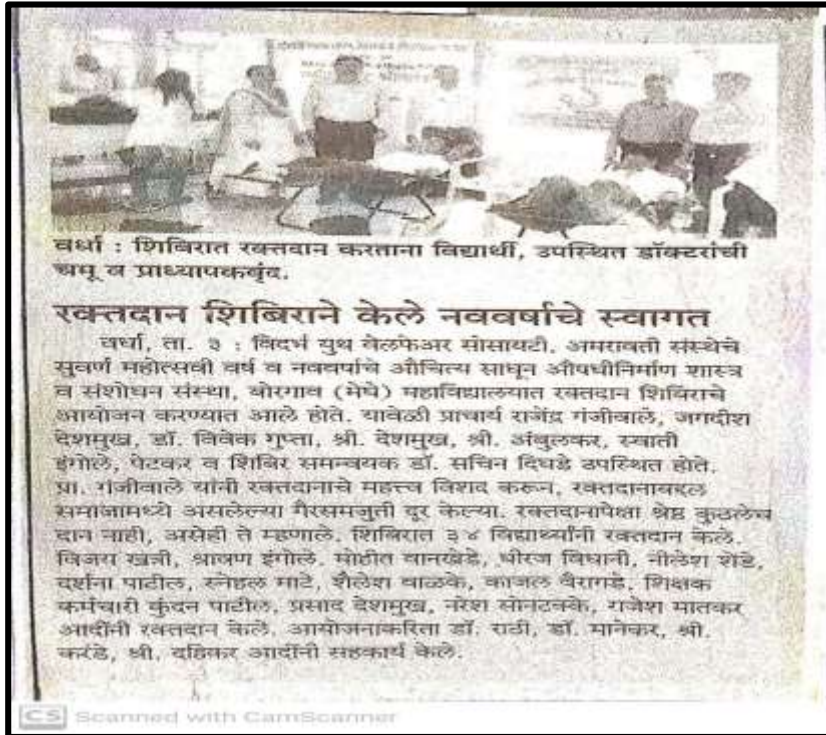 वर्धा : शिबिरात रक्तदान करताना विद्यार्थी, उपस्थित डॉक्टरांची
चमू व प्राध्यापकवृंद.
रक्तदान शिबिराने केले नववर्षाचे स्वागत
वर्धा, ता. ३ : विदर्भ युथ वेलफेअर सोसायटी, अमरावती संस्थेचे
सुवर्ण महोत्सवी वर्ष व नववर्षाचे औचित्य साधून औषधीनिर्माण शास्त्र
व संशोधन संस्था, बोरगाव (मेघे) महाविद्यालयात रक्तदान शिबिराचे
आयोजन करण्यात आले होते. यावेळी प्राचार्य राजेंद्र गंजीवाले, जगदीश
देशमुख, डॉ. विवेक गुप्ता, श्री. देशमुख, श्री. अंबुलकर, स्वाती
इंगोले, पेटकर व शिबिर समन्वयक डॉ. सचिन दिघडे उपस्थित होते.
प्रा. गंजीवाले यांनी रक्तदानाचे महत्त्व विशद करून, रक्तदानाबद्दल
समाजामध्ये असलेल्या गैरसमजुती दूर केल्या. रक्तदानापेक्षा श्रेष्ठ कुठलेच
दान नाही, असेही ते म्हणाले. शिबिरात ३४ विद्यार्थ्यांनी रक्तदान केले.
विजय खत्री, श्रावण इंगोले, मोहीत वानखेडे, धीरज विधानी, नीलेश शेंडे,
दर्शना पाटील, स्नेहल माटे, शैलेश वाळके, काजल बैरागडे, शिक्षक
कर्मचारी कुंदन पाटील, प्रसाद देशमुख, नरेश सोनटक्के, राजेश मातकर
आदींनी रक्तदान केले. आयोजनाकरिता डॉ. राठी, डॉ. मानेकर, श्री.
करंडे, श्री. दहिकर आदींनी सहकार्य केले.
CS Scanned with CamScanner